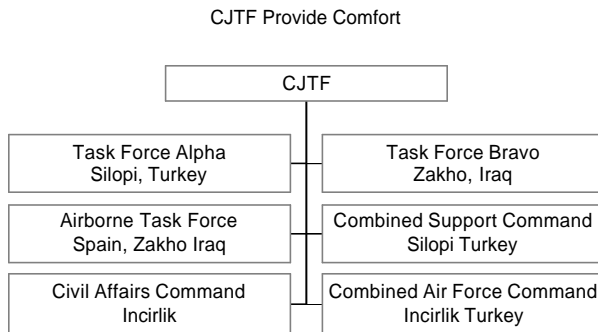 CJTF Provide Comfort
CJTF
Task Force Alpha
Silopi, Turkey
Task Force Bravo
Zakho, Iraq
Airborne Task Force
Spain, Zakho Iraq
Combined Support Command
Silopi Turkey
Civil Affairs Command
Incirlik
Combined Air Force Command
Incirlik Turkey